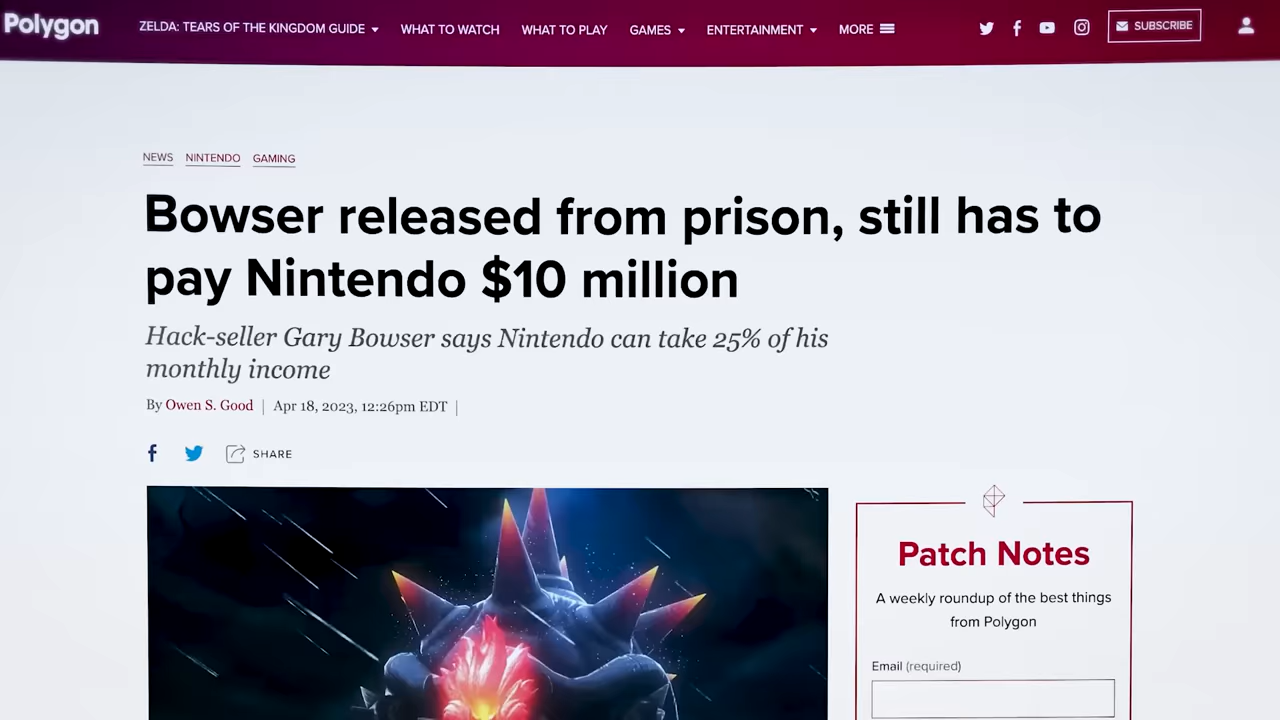 Polygon
ZELDA: TEARS OF THE KINGDOM GUIDE WHAT TO WATCH WHAT TO PLAY GAMES ENTERTAINMENT MORE SUBSCRIBE
NEWS NINTENDO GAMING
Bowser released from prison, still has to
pay Nintendo $10 million
Hack-seller Gary Bowser says Nintendo can take 25% of his
monthly income
By Owen S. Good | Apr 18, 2023, 12:26pm EDT |
SHARE
Patch Notes
A weekly roundup of the best things
from Polygon
Email (required)